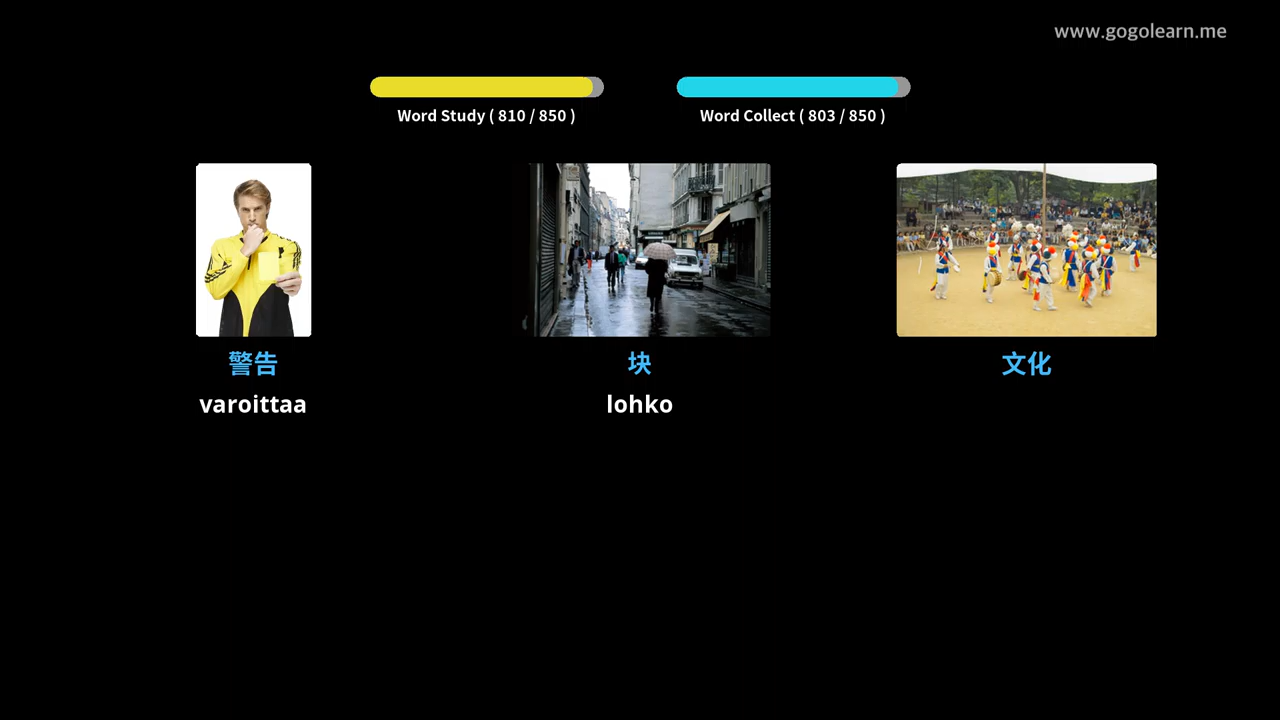 www.gogolearn.me
Word Study ( 810 / 850 )
Word Collect ( 803 / 850 )
警告
块
文化
varoittaa
lohko